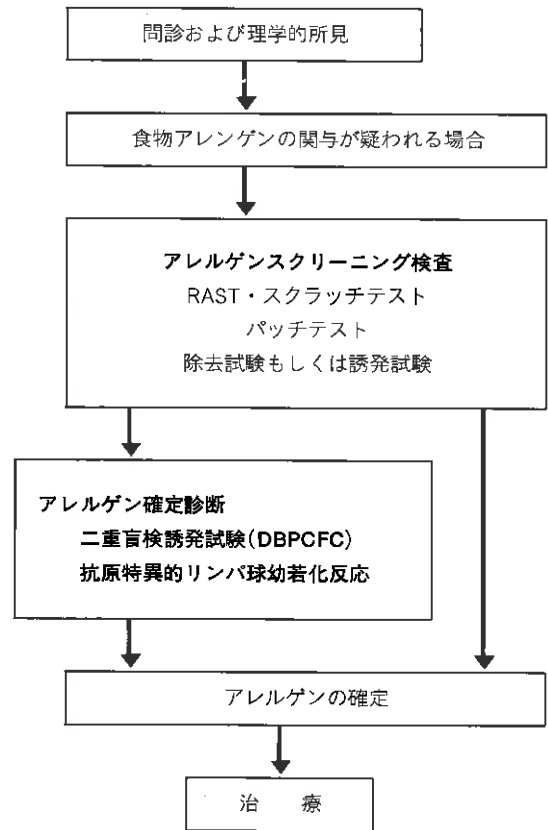 問診および理学的所見
食物アレンゲンの関与が疑われる場合
アレルゲンスクリーニング検査
RAST・スクラッチテスト
パッチテスト
除去試験もしくは誘発試験
アレルゲン確定診断
二重盲検誘発試験(DBPCFC)
抗原特異的リンパ球幼若化反応
アレルゲンの確定
治　療